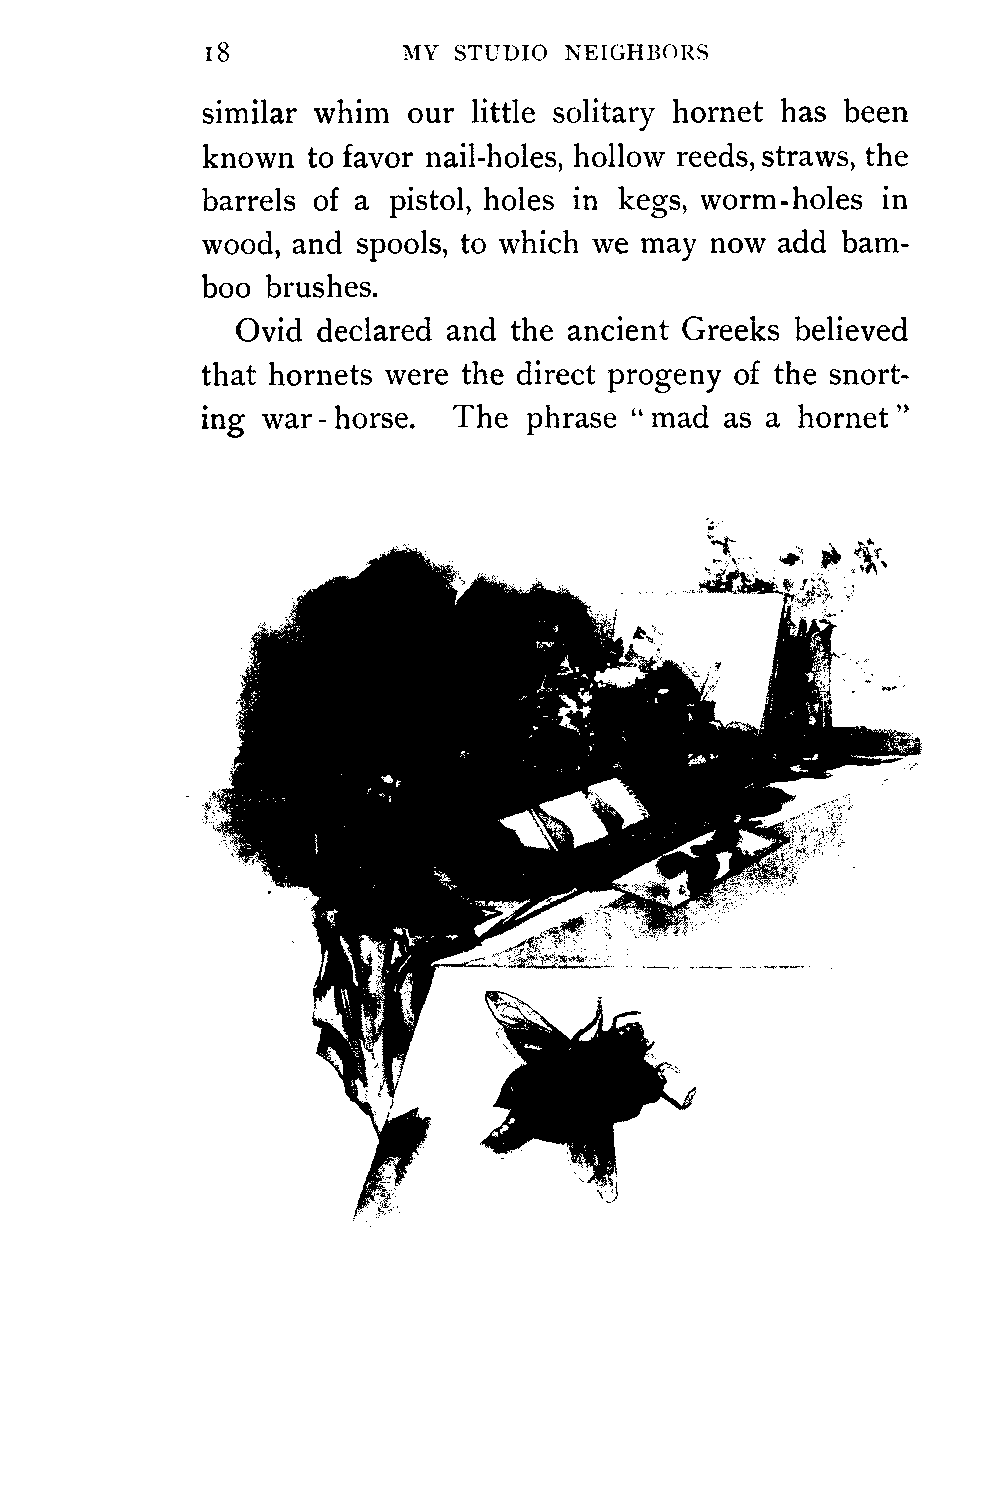 18 MY STUDIO NEIGHBORS
similar whim our little solitary hornet has been
known to favor nail-holes, hollow reeds, straws, the
barrels of a pistol, holes in kegs, worm-holes in
wood, and spools, to which we may now add bam-
boo brushes.
Ovid declared and the ancient Greeks believed
that hornets were the direct progeny of the snort-
ing war-horse. The phrase “mad as a hornet”